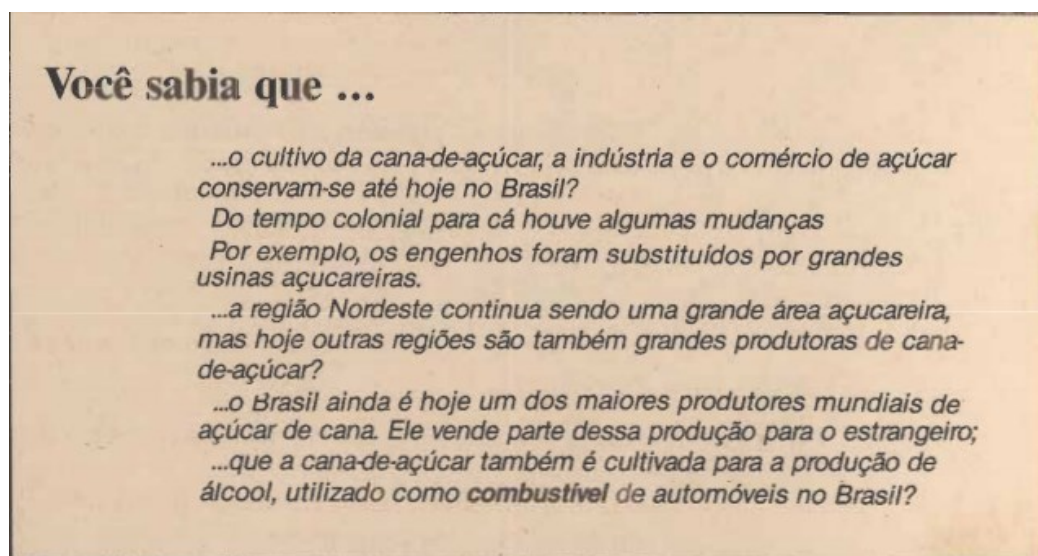 Você sabia que ...
...o cultivo da cana-de-açúcar, a indústria e o comércio de açúcar
conservam-se até hoje no Brasil?
Do tempo colonial para cá houve algumas mudanças
Por exemplo, os engenhos foram substituídos por grandes
usinas açucareiras.
...a região Nordeste continua sendo uma grande área açucareira,
mas hoje outras regiões são também grandes produtoras de cana-
de-açúcar?
...o Brasil ainda é hoje um dos maiores produtores mundiais de
açúcar de cana. Ele vende parte dessa produção para o estrangeiro;
...que a cana-de-açúcar também é cultivada para a produção de
álcool, utilizado como combustível de automóveis no Brasil?